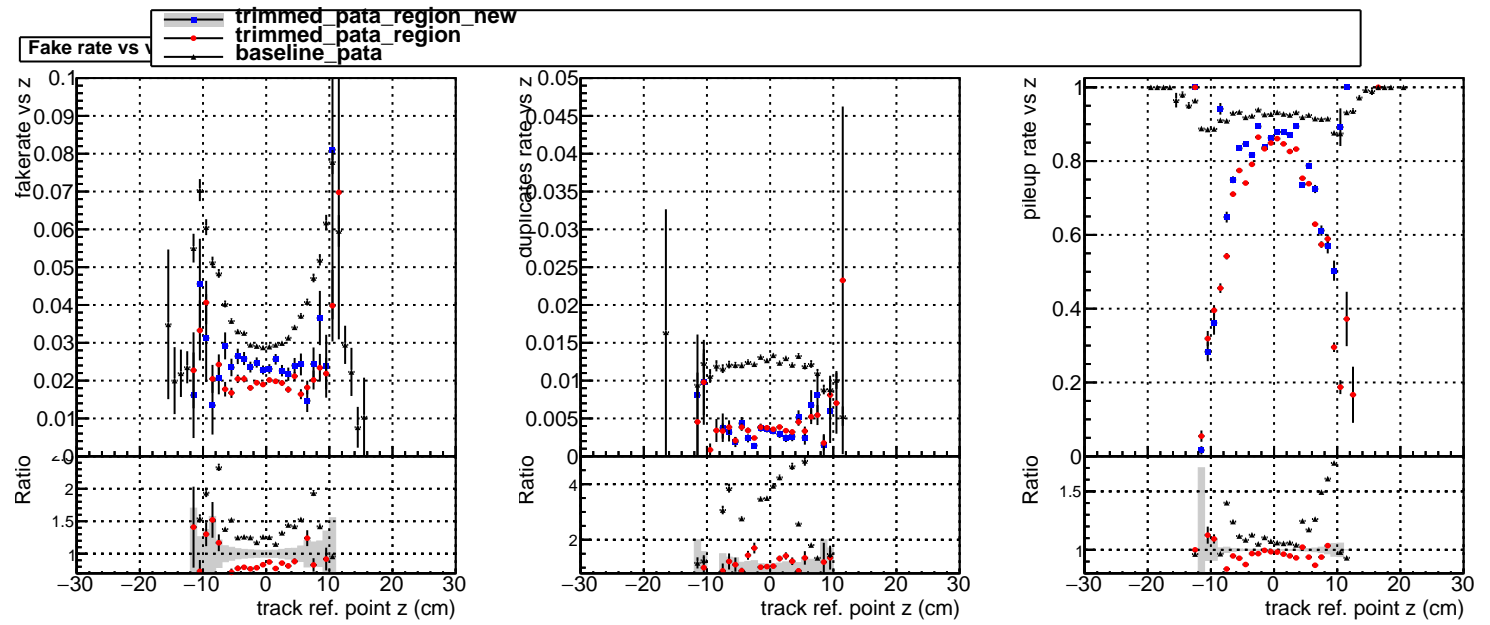 trimmed_pata_region_new
trimmed_pata_region
baseline_pata
Fake rate vs v
fakerate vs z
0.1
0.09
0.08
0.07
0.06
0.05
0.04
0.03
0.02
0.01
0
Ratio
2
1.5
1
−30 −20 −10 0 10 20 30
track ref. point z (cm)
duplicates rate vs z
0.05
0.045
0.04
0.035
0.03
0.025
0.02
0.015
0.01
0.005
0
Ratio
4
2
−30 −20 −10 0 10 20 30
track ref. point z (cm)
pileup rate vs z
1
0.8
0.6
0.4
0.2
0
Ratio
1.5
1
−30 −20 −10 0 10 20 30
track ref. point z (cm)